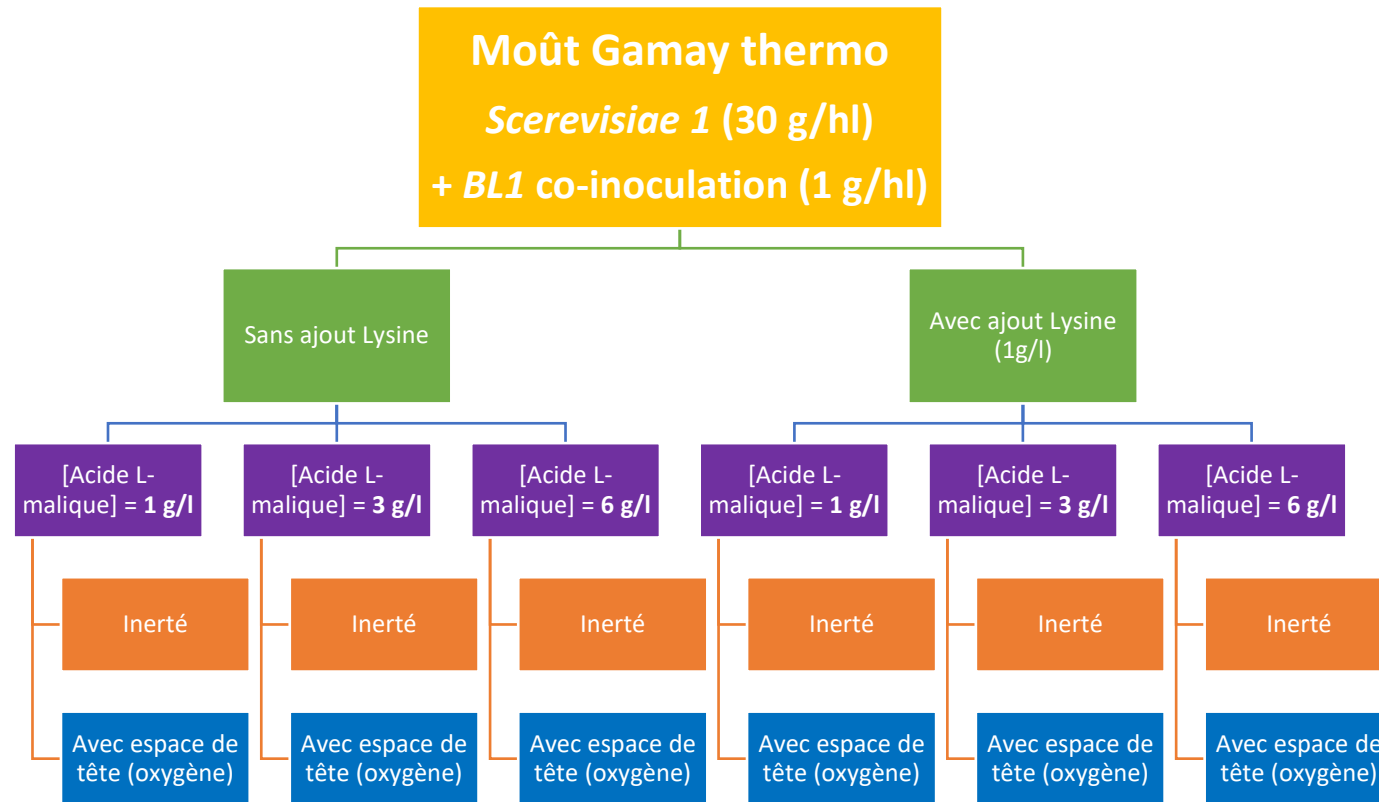 Moût Gamay thermo
Scerevisiae 1 (30 g/hl)
+ BL1 co-inoculation (1 g/hl)
Sans ajout Lysine
Avec ajout Lysine
(1g/l)
[Acide L-
malique] = 1 g/l
[Acide L-
malique] = 3 g/l
[Acide L-
malique] = 6 g/l
[Acide L-
malique] = 1 g/l
[Acide L-
malique] = 3 g/l
[Acide L-
malique] = 6 g/l
Inerté
Inerté
Inerté
Inerté
Inerté
Inerté
Avec espace de
tête (oxygène)
Avec espace de
tête (oxygène)
Avec espace de
tête (oxygène)
Avec espace de
tête (oxygène)
Avec espace de
tête (oxygène)
Avec espace de
tête (oxygène)